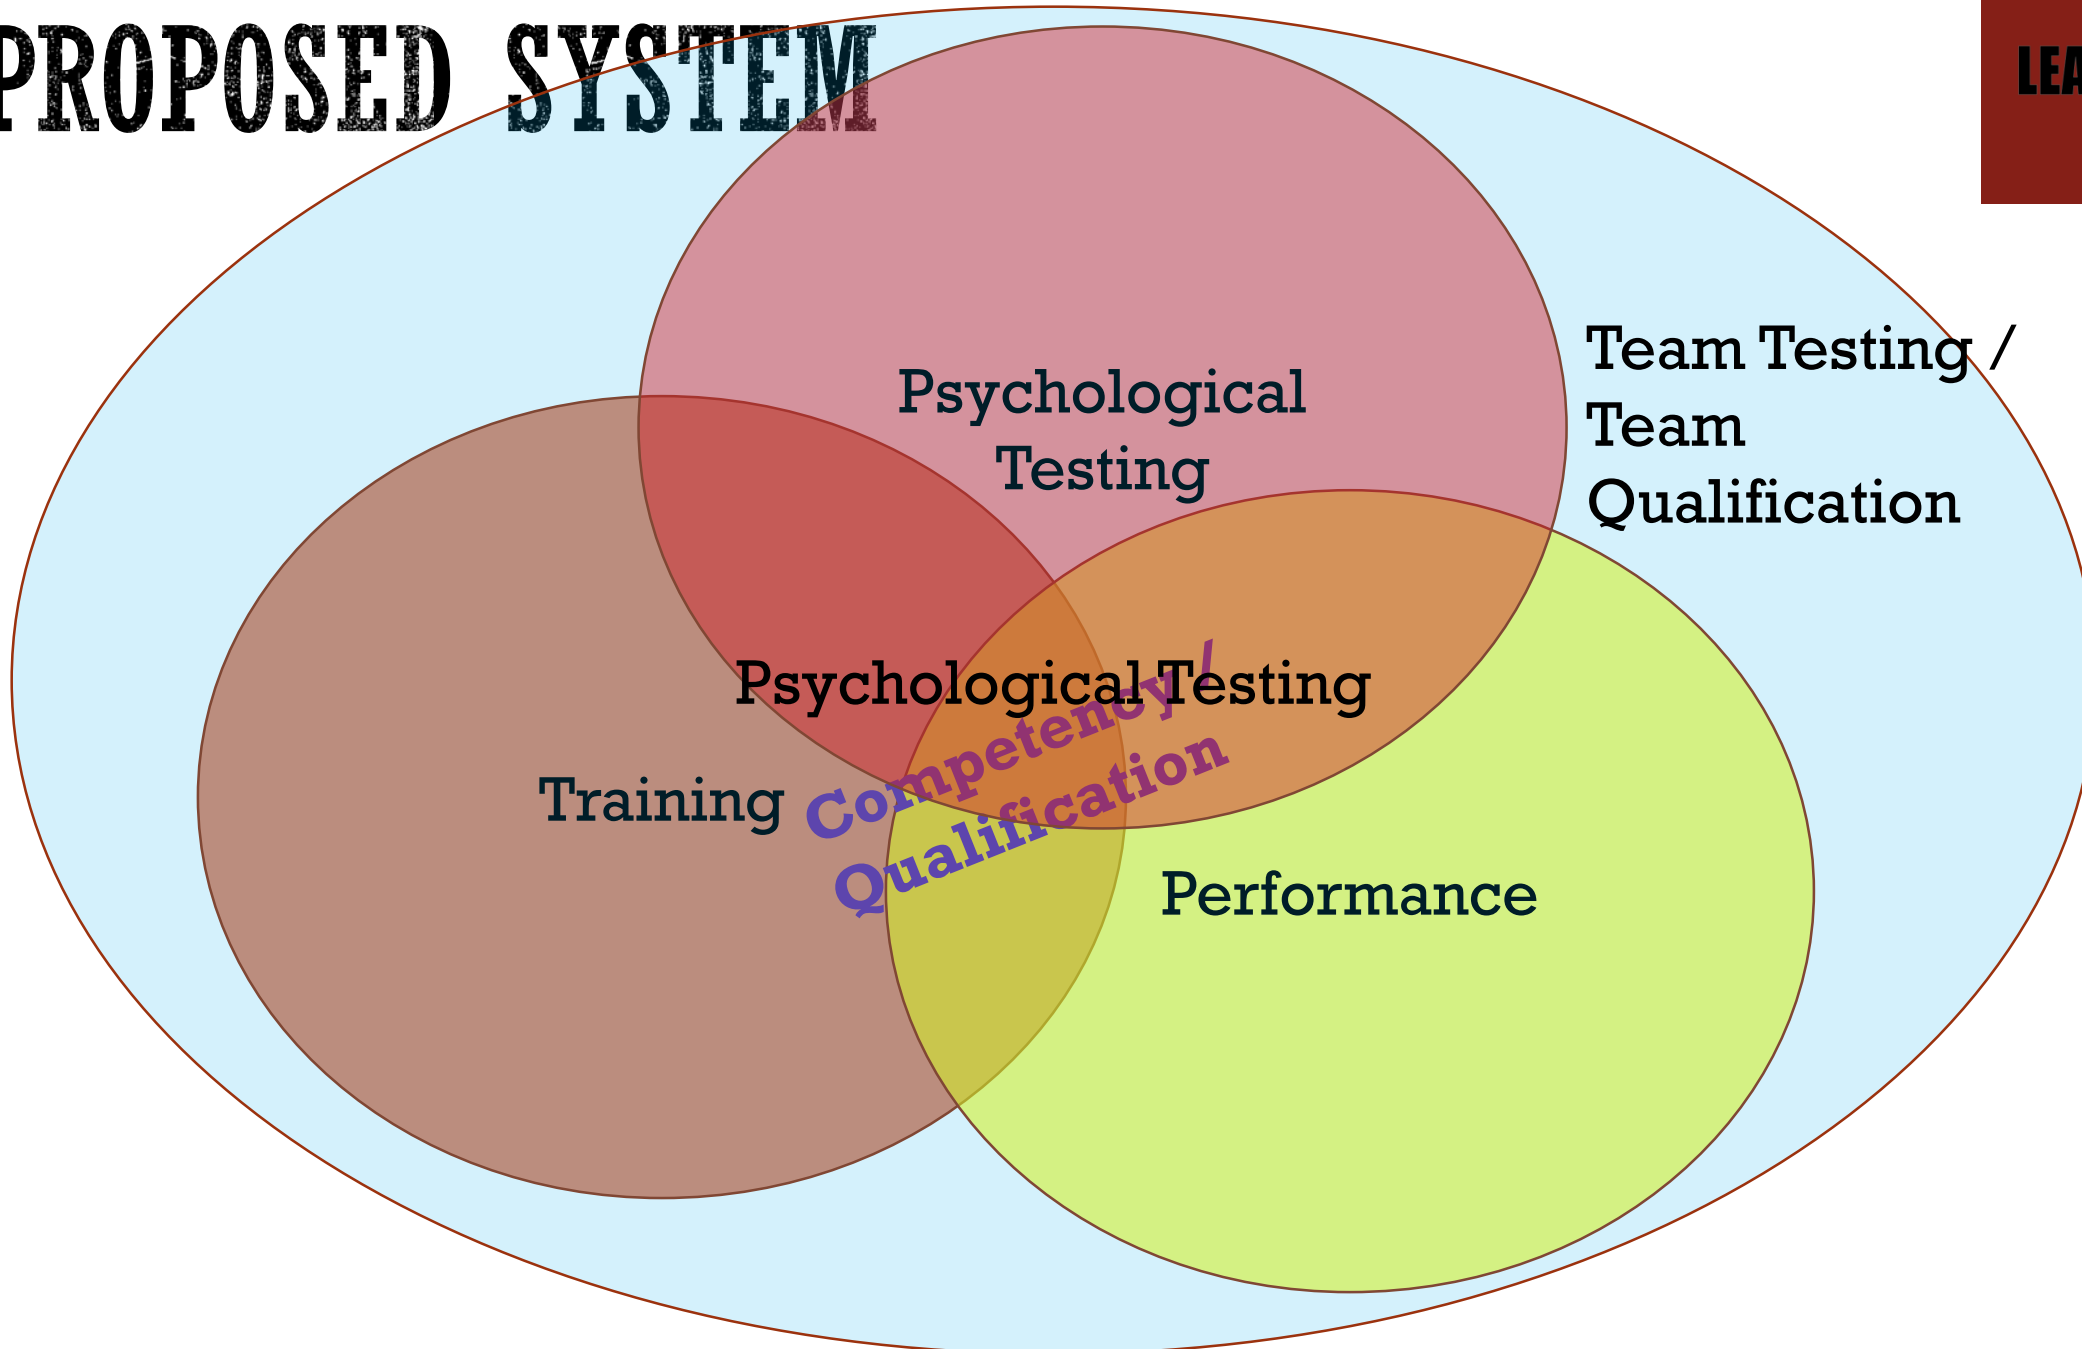 PROPOSED SYSTEM
Psychological
Testing
Team Testing /
Team
Qualification
Psychological Testing
Competency /
Qualification
Training
Performance